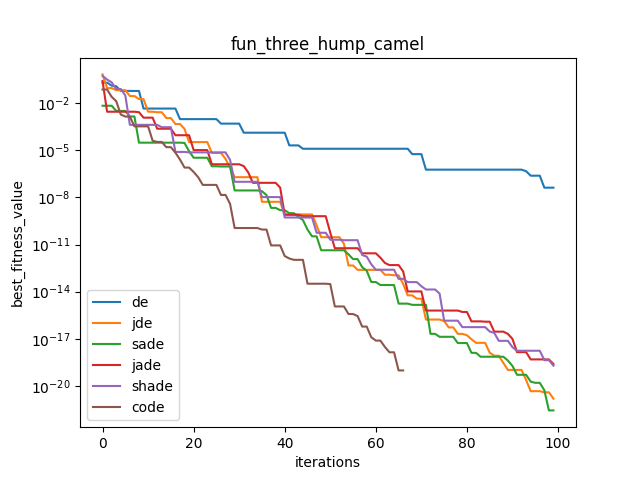 fun_three_hump_camel
best_fitness_value
10⁻²
10⁻⁵
10⁻⁸
10⁻¹¹
10⁻¹⁴
10⁻¹⁷
10⁻²⁰
de
jde
sade
jade
shade
code
0 20 40 60 80 100
iterations